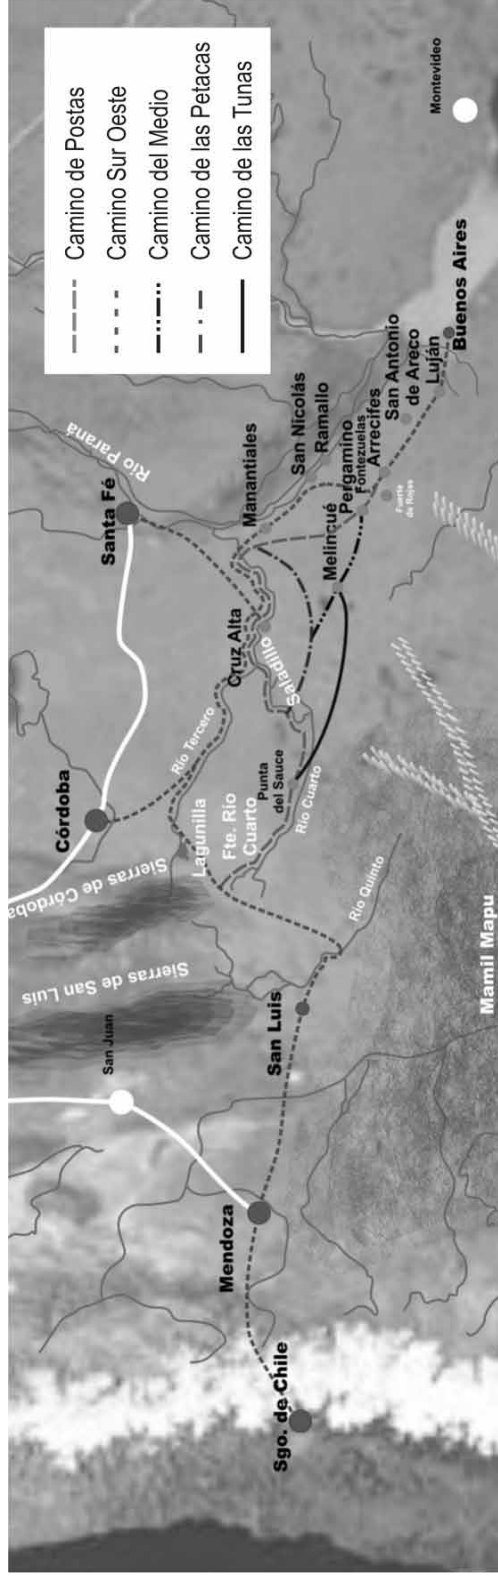 Camino de Postas
Camino Sur Oeste
Camino del Medio
Camino de las Petacas
Camino de las Tunas
Montevideo
Buenos Aires
Luján
San Antonio
de Areco
Arrecifes
Fontezuelas
Pergamino
Fuerte
de Rojas
Ramallo
San Nicolás
Manantiales
Melincué
Río Paraná
Santa Fé
Cruz Alta
Saladillo
Río Tercero
Punta
del Sauce
Río Cuarto
Fte. Río
Cuarto
Lagunilla
Córdoba
Sierras de Córdoba
Río Quinto
Sierras de San Luis
San Luis
Mamil Mapu
San Juan
Mendoza
Sgo. de Chile